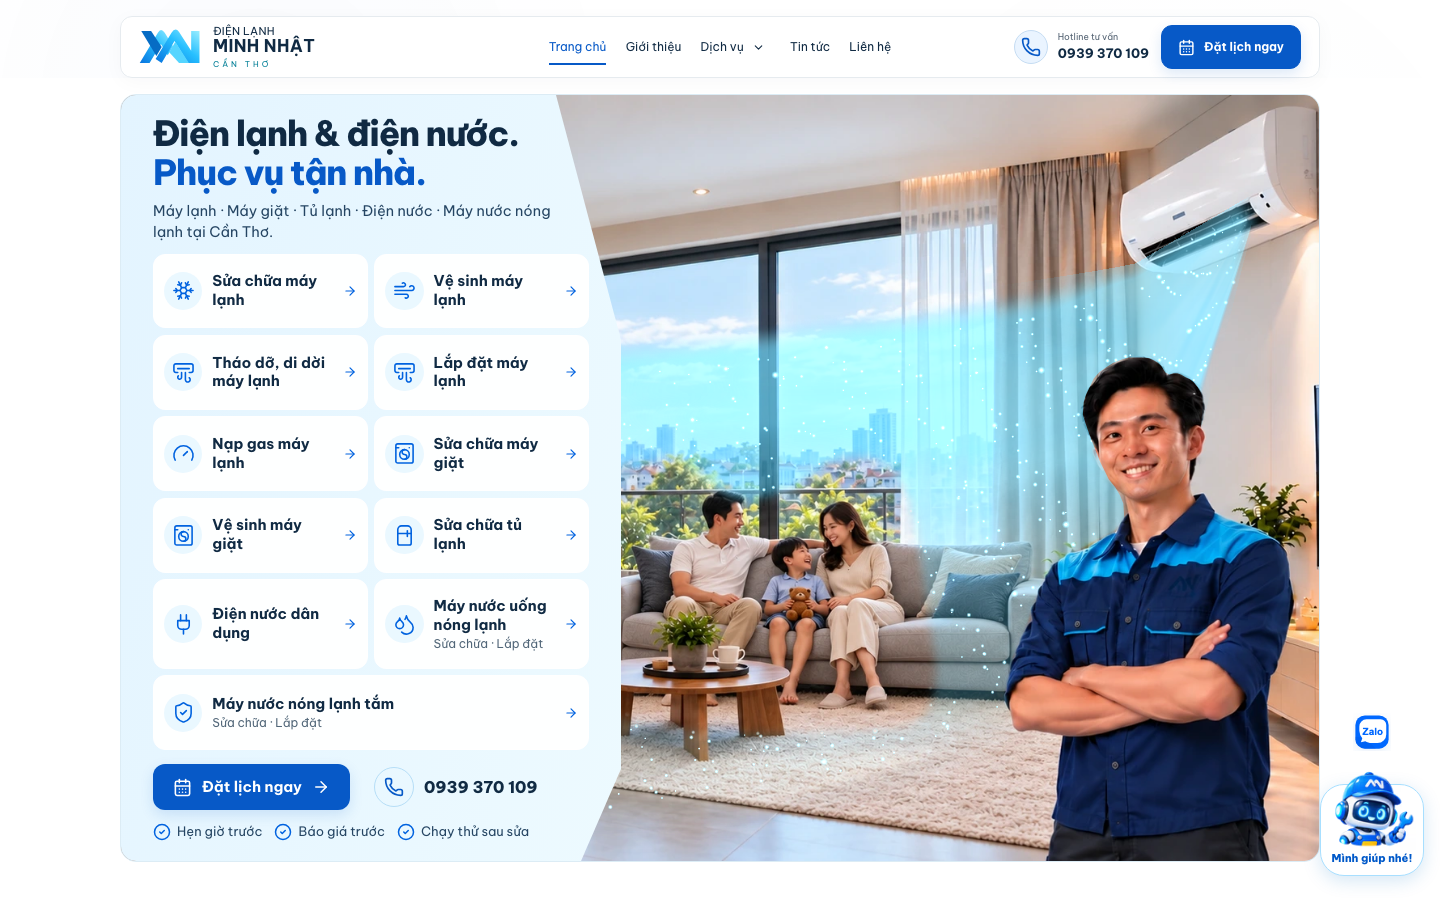 ĐIỆN LẠNH
MINH NHẬT
CẦN THƠ
Trang chủ
Giới thiệu
Dịch vụ
Tin tức
Liên hệ
Hotline tư vấn
0939 370 109
Đặt lịch ngay
Điện lạnh & điện nước.
Phục vụ tận nhà.
Máy lạnh · Máy giặt · Tủ lạnh · Điện nước · Máy nước nóng
lạnh tại Cần Thơ.
Sửa chữa máy
lạnh
Vệ sinh máy
lạnh
Tháo dỡ, di dời
máy lạnh
Lắp đặt máy
lạnh
Nạp gas máy
lạnh
Sửa chữa máy
giặt
Vệ sinh máy
giặt
Sửa chữa tủ
lạnh
Điện nước dân
dụng
Máy nước uống
nóng lạnh
Sửa chữa · Lắp đặt
Máy nước nóng lạnh tắm
Sửa chữa · Lắp đặt
Đặt lịch ngay
0939 370 109
Hẹn giờ trước
Báo giá trước
Chạy thử sau sửa
Zalo
Mình giúp nhé!